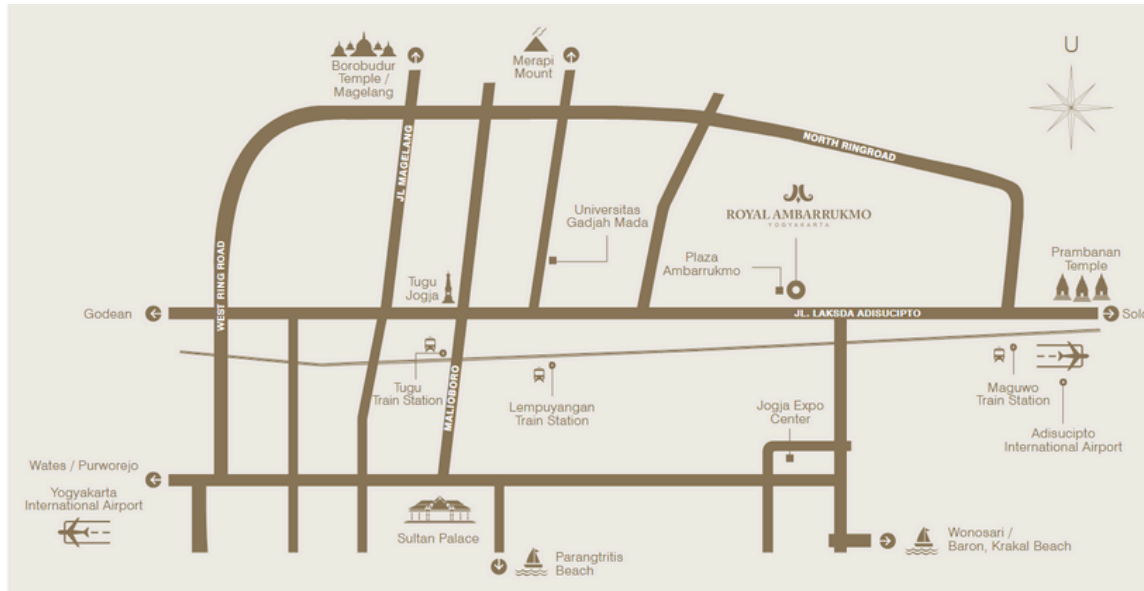 U
Borobudur
Temple /
Magelang
Merapi
Mount
JL MAGELANG
NORTH RINGROAD
Universitas
Gadjah Mada
ROYAL AMBARRUKMO
YOGYAKARTA
Plaza
Ambarrukmo
Prambanan
Temple
WEST RING ROAD
Tugu
Jogja
Godean
JL. LAKSDA ADISUCIPTO
Solo
Tugu
Train Station
MALIOBORO
Lempuyangan
Train Station
Jogja Expo
Center
Maguwo
Train Station
Adisucipto
International Airport
Wates / Purworejo
Yogyakarta
International Airport
Sultan Palace
Parangtritis
Beach
Wonosari /
Baron, Krakal Beach